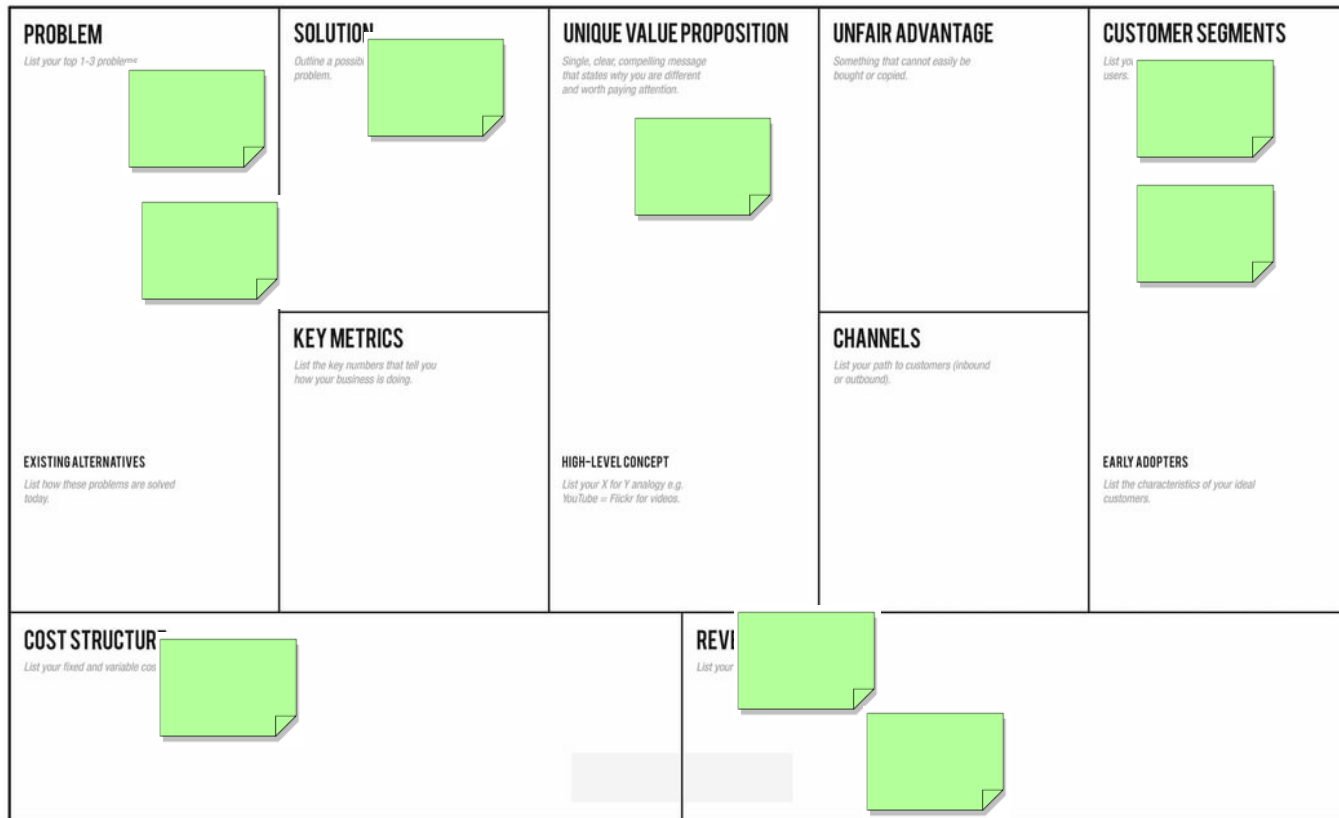 PROBLEM
List your top 1-3 problems
EXISTING ALTERNATIVES
List how these problems are solved
today.
SOLUTION
Outline a
problem.
KEY METRICS
List the key numbers that tell you
how your business is doing.
UNIQUE VALUE PROPOSITION
Single, clear, compelling message
that states why you are different
and worth paying attention.
HIGH-LEVEL CONCEPT
List your X for Y analogy e.g.
YouTube = Flickr for videos.
UNFAIR ADVANTAGE
Something that cannot easily be
bought or copied.
CHANNELS
List your path to customers (inbound
or outbound).
CUSTOMER SEGMENTS
List
users.
EARLY ADOPTERS
List the characteristics of your ideal
customers.
COST STRUCTURE
List your fixed and variable
List your